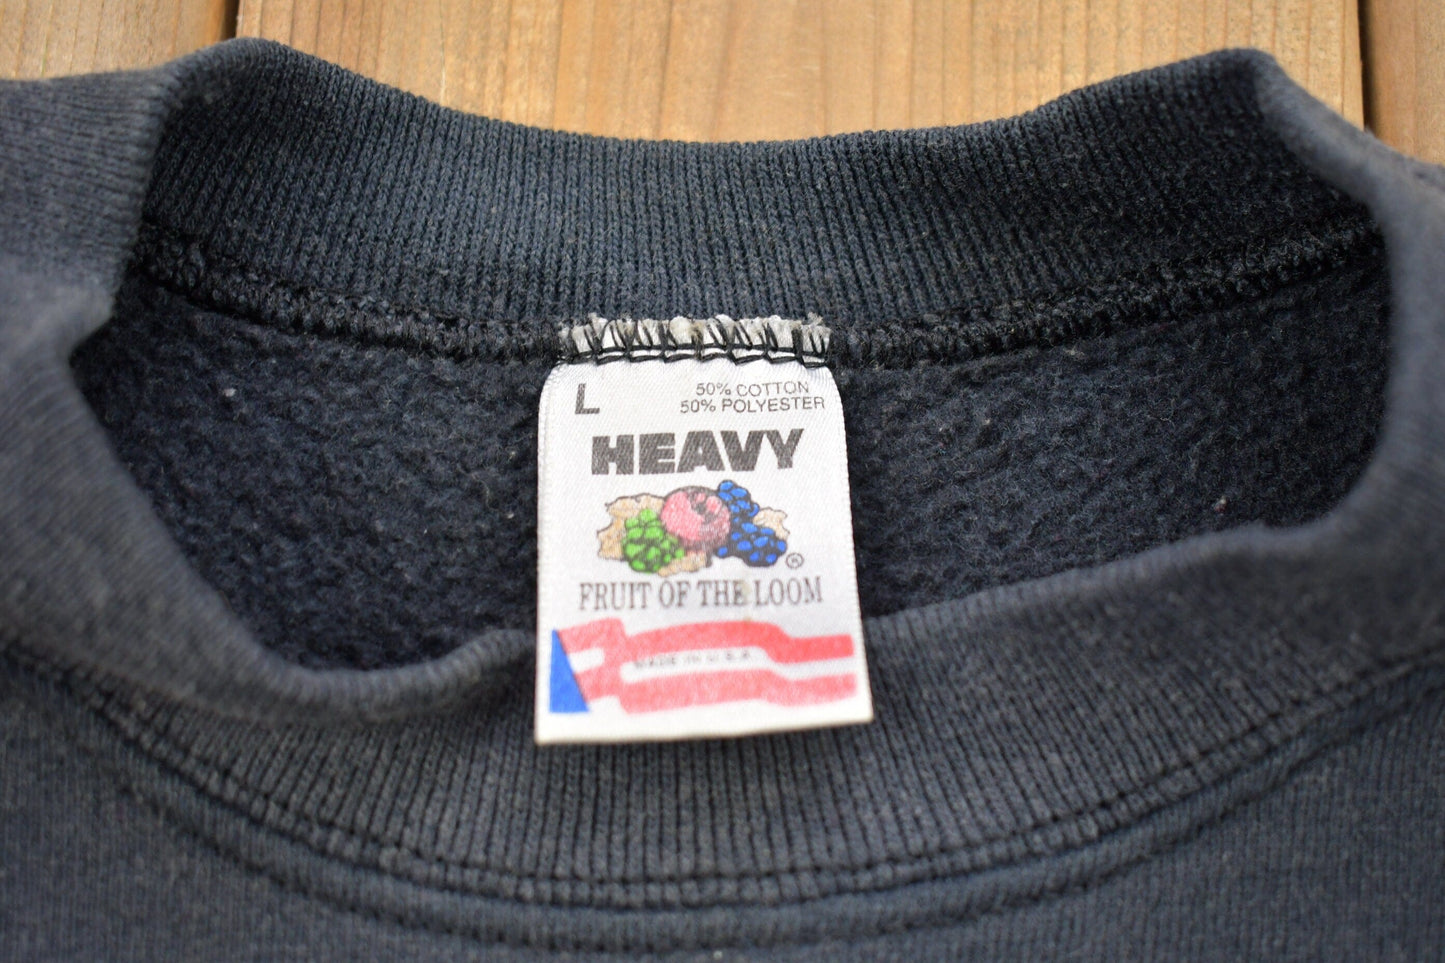 L
50% COTTON
50% POLYESTER
HEAVY
®
FRUIT OF THE LOOM
MADE IN U.S.A.